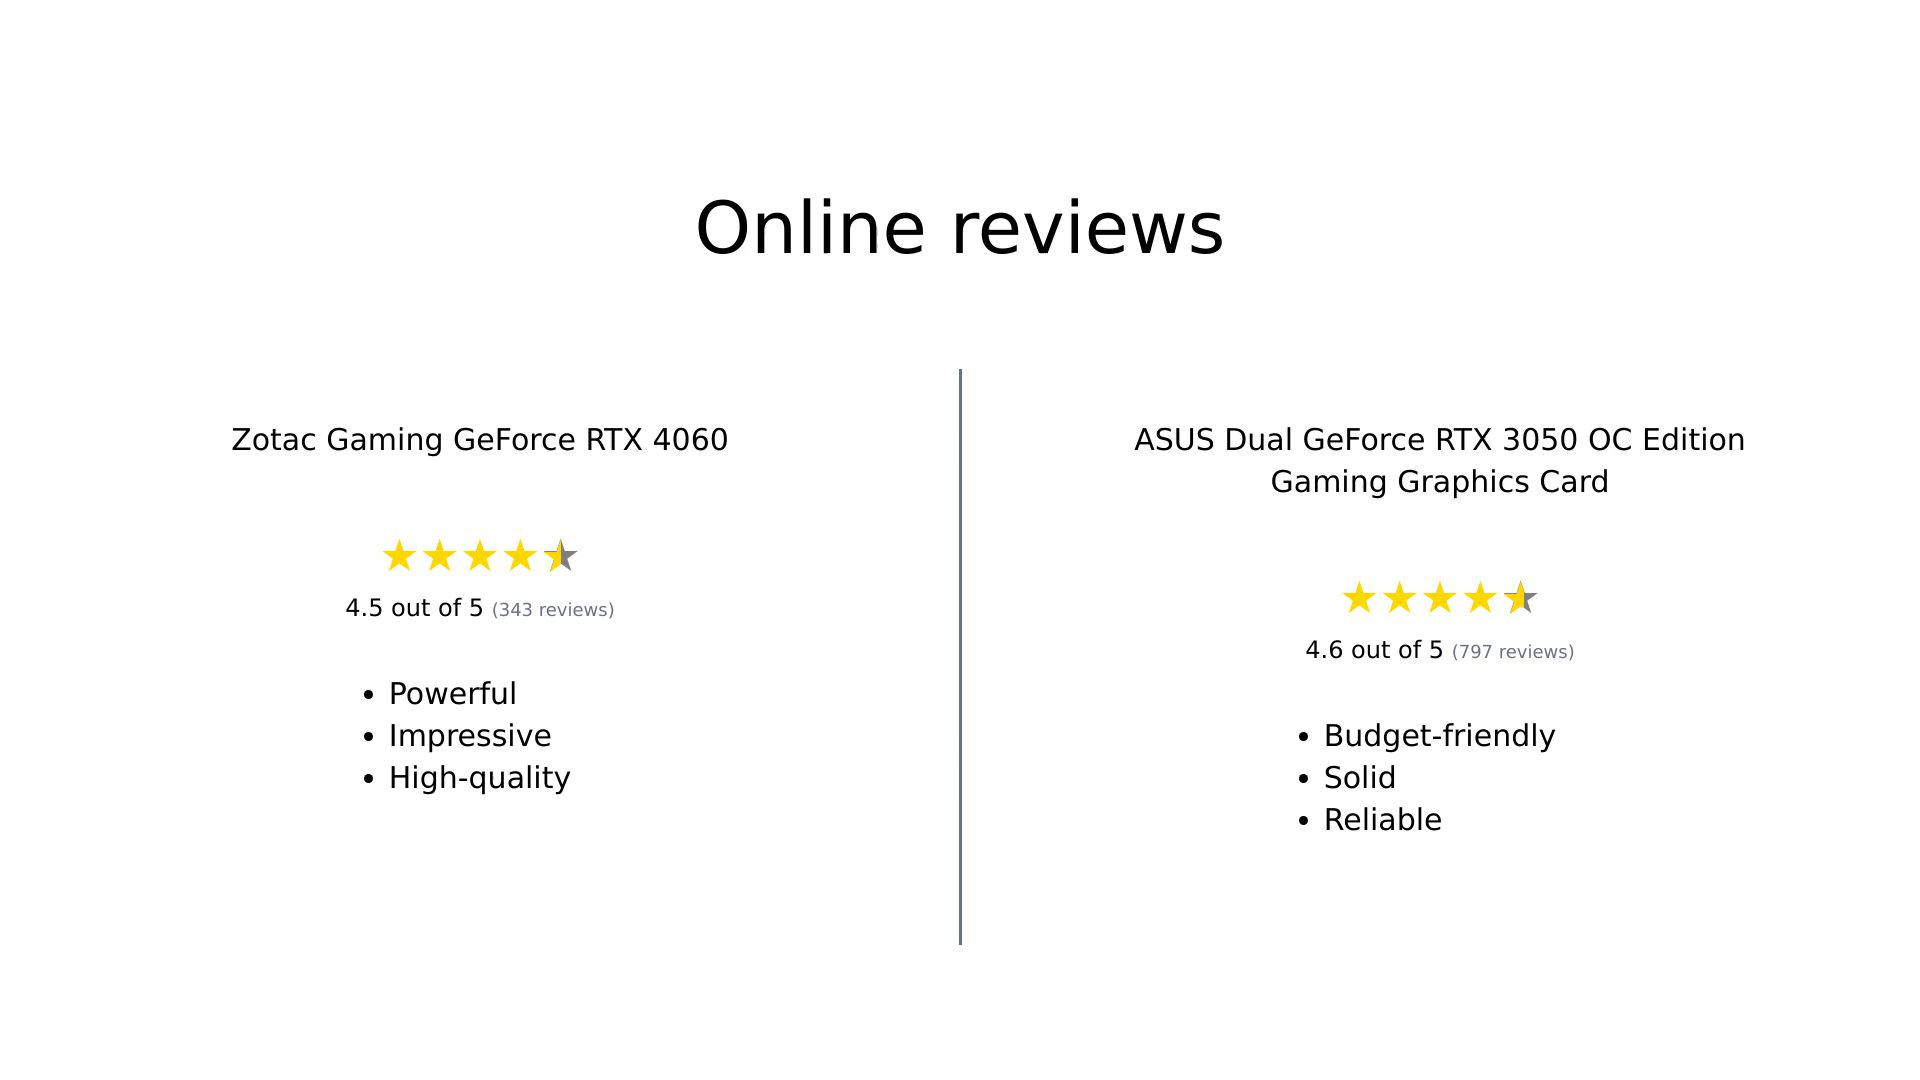 Online reviews
Zotac Gaming GeForce RTX 4060
4.5 out of 5 (343 reviews)
• Powerful
• Impressive
• High-quality
ASUS Dual GeForce RTX 3050 OC Edition
Gaming Graphics Card
4.6 out of 5 (797 reviews)
• Budget-friendly
• Solid
• Reliable